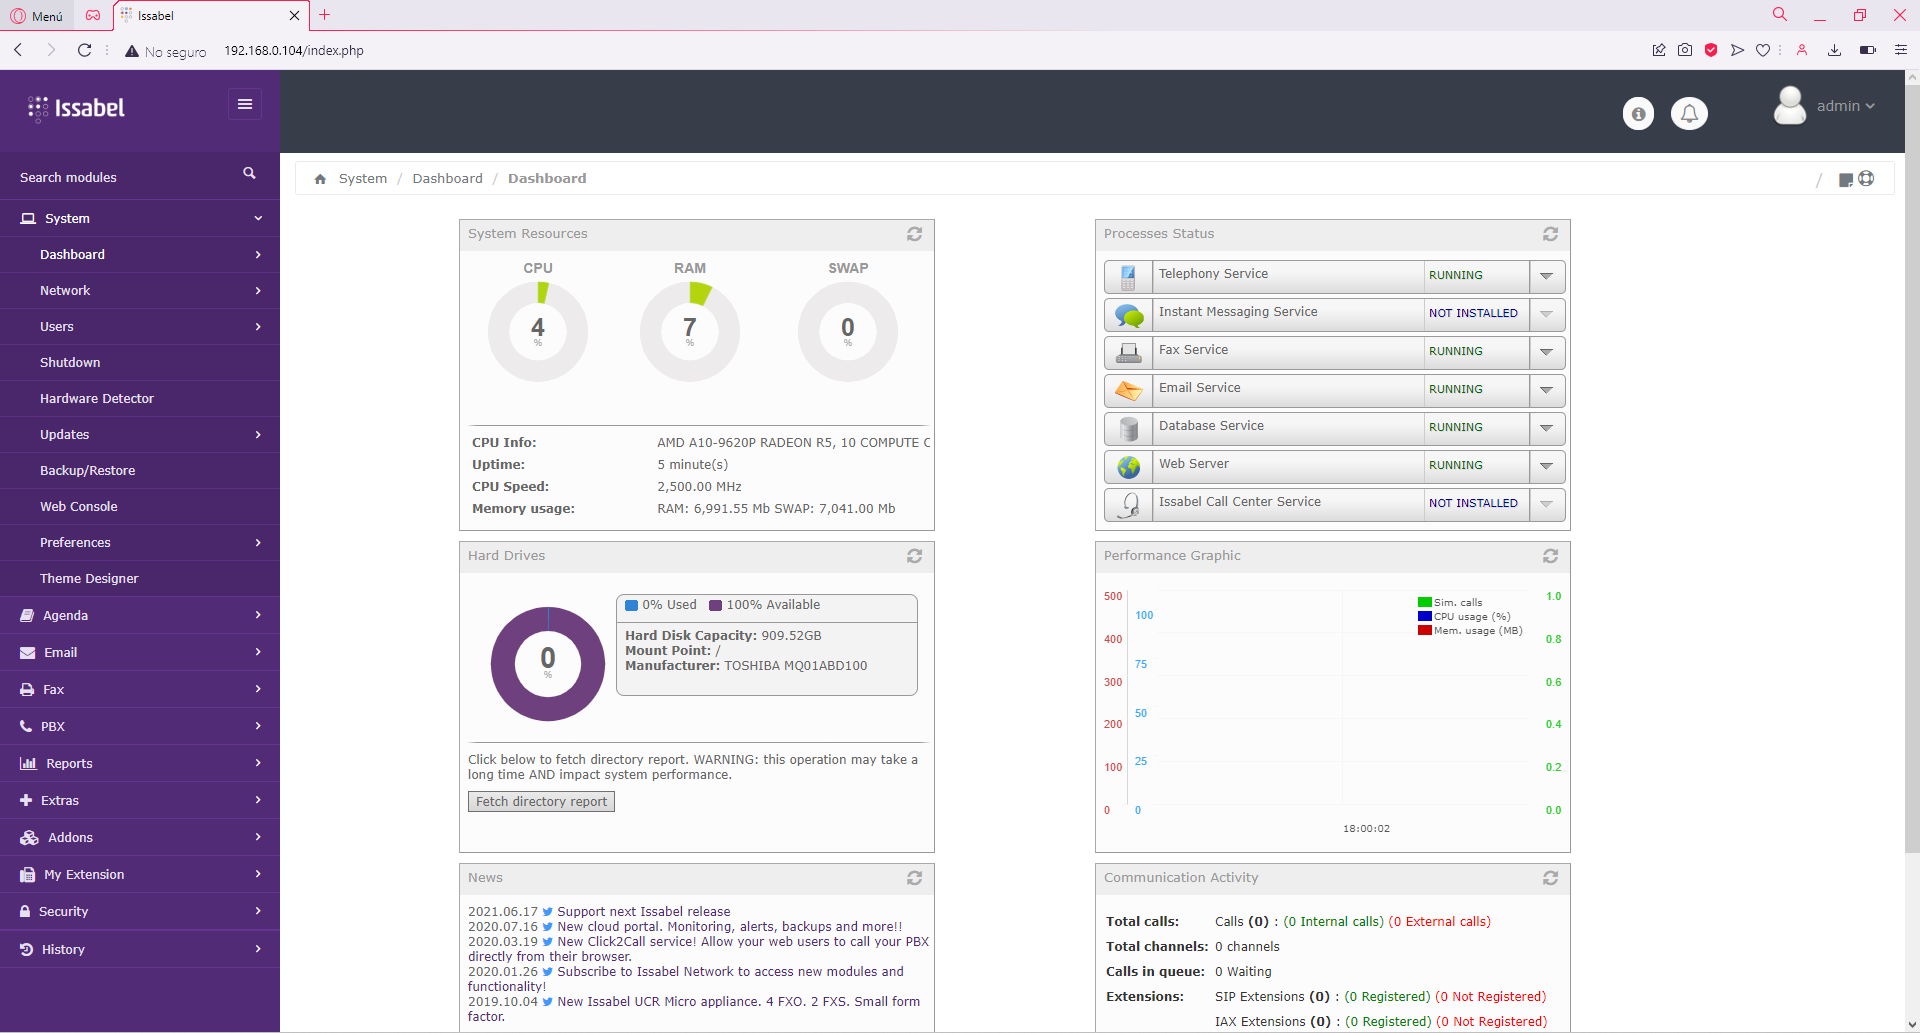 Menú
Issabel
No seguro
192.168.0.104/index.php
Issabel
admin
Search modules
System / Dashboard / Dashboard
/
System
Dashboard
Network
Users
Shutdown
Hardware Detector
Updates
Backup/Restore
Web Console
Preferences
Theme Designer
Agenda
Email
Fax
PBX
Reports
Extras
Addons
My Extension
Security
History
System Resources
CPU
RAM
SWAP
4
%
7
%
0
%
CPU Info: AMD A10-9620P RADEON R5, 10 COMPUTE C
Uptime: 5 minute(s)
CPU Speed: 2,500.00 MHz
Memory usage: RAM: 6,991.55 Mb SWAP: 7,041.00 Mb
Processes Status
Telephony Service RUNNING
Instant Messaging Service NOT INSTALLED
Fax Service RUNNING
Email Service RUNNING
Database Service RUNNING
Web Server RUNNING
Issabel Call Center Service NOT INSTALLED
Hard Drives
0
%
0% Used 100% Available
Hard Disk Capacity: 909.52GB
Mount Point: /
Manufacturer: TOSHIBA MQ01ABD100
Click below to fetch directory report. WARNING: this operation may take a
long time AND impact system performance.
Fetch directory report
Performance Graphic
500
400
300
200
100
0
100
75
50
25
0
Sim. calls
CPU usage (%)
Mem. usage (MB)
1.0
0.8
0.6
0.4
0.2
0.0
18:00:02
News
2021.06.17 Support next Issabel release
2020.07.16 New cloud portal. Monitoring, alerts, backups and more!!
2020.03.19 New Click2Call service! Allow your web users to call your PBX
directly from their browser.
2020.01.26 Subscribe to Issabel Network to access new modules and
functionality!
2019.10.04 New Issabel UCR Micro appliance. 4 FXO. 2 FXS. Small form
factor.
Communication Activity
Total calls: Calls (0) : (0 Internal calls) (0 External calls)
Total channels: 0 channels
Calls in queue: 0 Waiting
Extensions: SIP Extensions (0) : (0 Registered) (0 Not Registered)
IAX Extensions (0) : (0 Registered) (0 Not Registered)